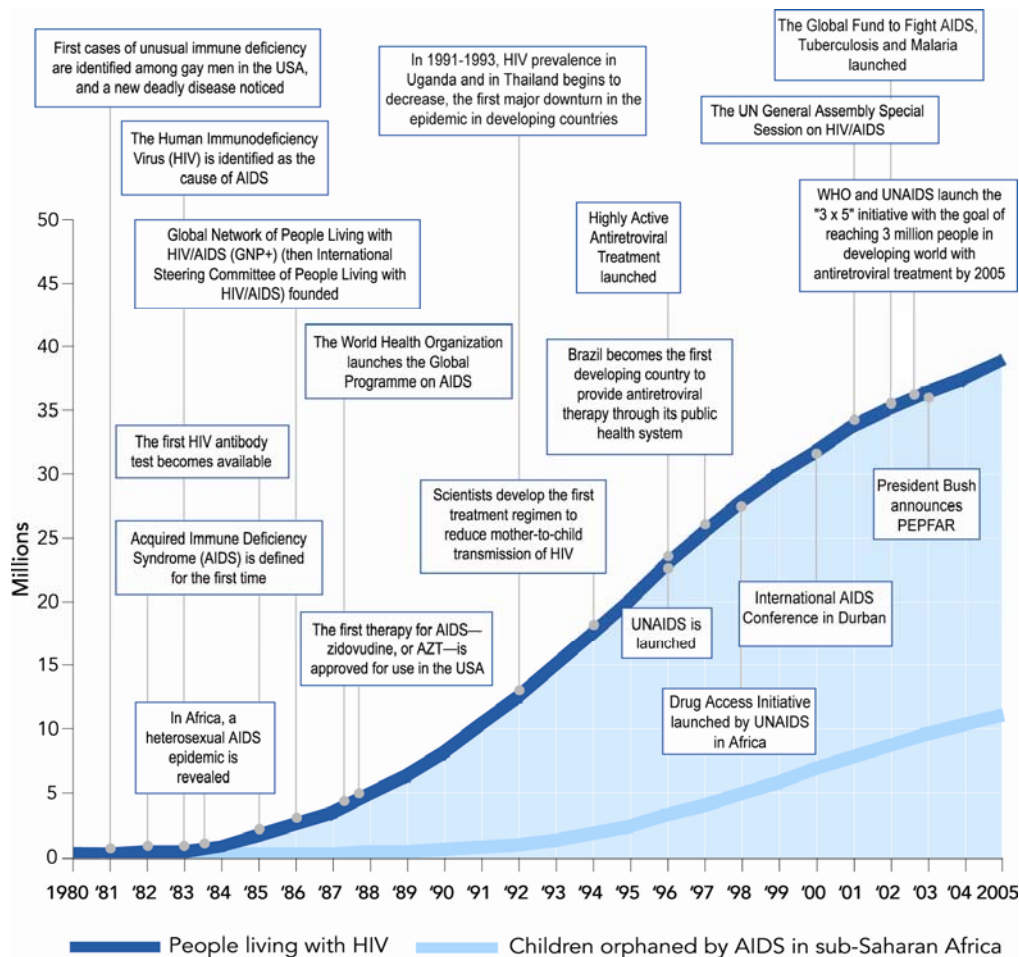 First cases of unusual immune deficiency
are identified among gay men in the USA,
and a new deadly disease noticed
The Human Immunodeficiency
Virus (HIV) is identified as the
cause of AIDS
Global Network of People Living with
HIV/AIDS (GNP+) (then International
Steering Committee of People Living with
HIV/AIDS) founded
The World Health Organization
launches the Global
Programme on AIDS
The first HIV antibody
test becomes available
Acquired Immune Deficiency
Syndrome (AIDS) is defined
for the first time
In Africa, a
heterosexual AIDS
epidemic is
revealed
The first therapy for AIDS—
zidovudine, or AZT—is
approved for use in the USA
In 1991-1993, HIV prevalence in
Uganda and in Thailand begins to
decrease, the first major downturn in the
epidemic in developing countries
Scientists develop the first
treatment regimen to
reduce mother-to-child
transmission of HIV
Highly Active
Antiretroviral
Treatment
launched
Brazil becomes the first
developing country to
provide antiretroviral
therapy through its public
health system
UNAIDS is
launched
Drug Access Initiative
launched by UNAIDS
in Africa
International AIDS
Conference in Durban
The Global Fund to Fight AIDS,
Tuberculosis and Malaria
launched
The UN General Assembly Special
Session on HIV/AIDS
WHO and UNAIDS launch the
"3 x 5" initiative with the goal of
reaching 3 million people in
developing world with
antiretroviral treatment by 2005
President Bush
announces
PEPFAR
Millions
50
45
40
35
30
25
20
15
10
5
0
1980 '81 82 '83 '84 '85 '86 '87 '88 '89 '90 '91 '92 '93 '94 '95 '96 '97 '98 '99 '00 '01 '02 '03 '04 2005
People living with HIV
Children orphaned by AIDS in sub-Saharan Africa